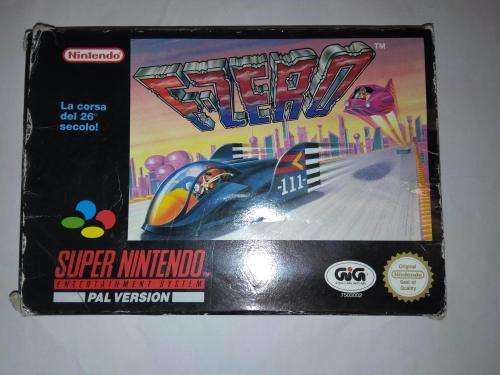 Nintendo
F-ZERO
TM
La corsa
del 26°
secolo!
111
SUPER NINTENDO
ENTERTAINMENT SYSTEM
PAL VERSION
GiG
7503002
Original
Nintendo
Seal of
Quality